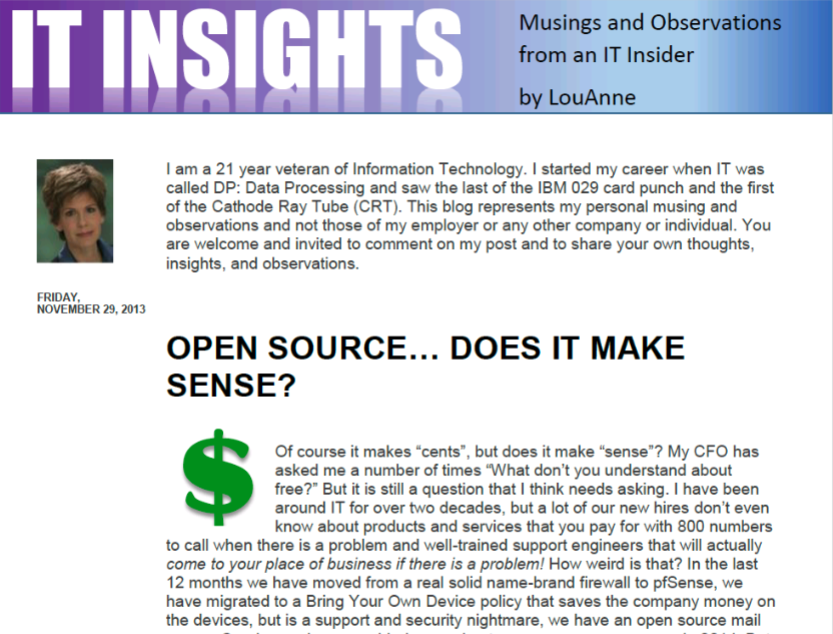 IT INSIGHTS
Musings and Observations
from an IT Insider
by LouAnne
I am a 21 year veteran of Information Technology. I started my career when IT was
called DP: Data Processing and saw the last of the IBM 029 card punch and the first
of the Cathode Ray Tube (CRT). This blog represents my personal musing and
observations and not those of my employer or any other company or individual. You
are welcome and invited to comment on my post and to share your own thoughts,
insights, and observations.
FRIDAY,
NOVEMBER 29, 2013
OPEN SOURCE… DOES IT MAKE
SENSE?
$
Of course it makes “cents”, but does it make “sense”? My CFO has
asked me a number of times “What don’t you understand about
free?” But it is still a question that I think needs asking. I have been
around IT for over two decades, but a lot of our new hires don’t even
know about products and services that you pay for with 800 numbers
to call when there is a problem and well-trained support engineers that will actually
come to your place of business if there is a problem! How weird is that? In the last
12 months we have moved from a real solid name-brand firewall to pfSense, we
have migrated to a Bring Your Own Device policy that saves the company money on
the devices, but is a support and security nightmare, we have an open source mail